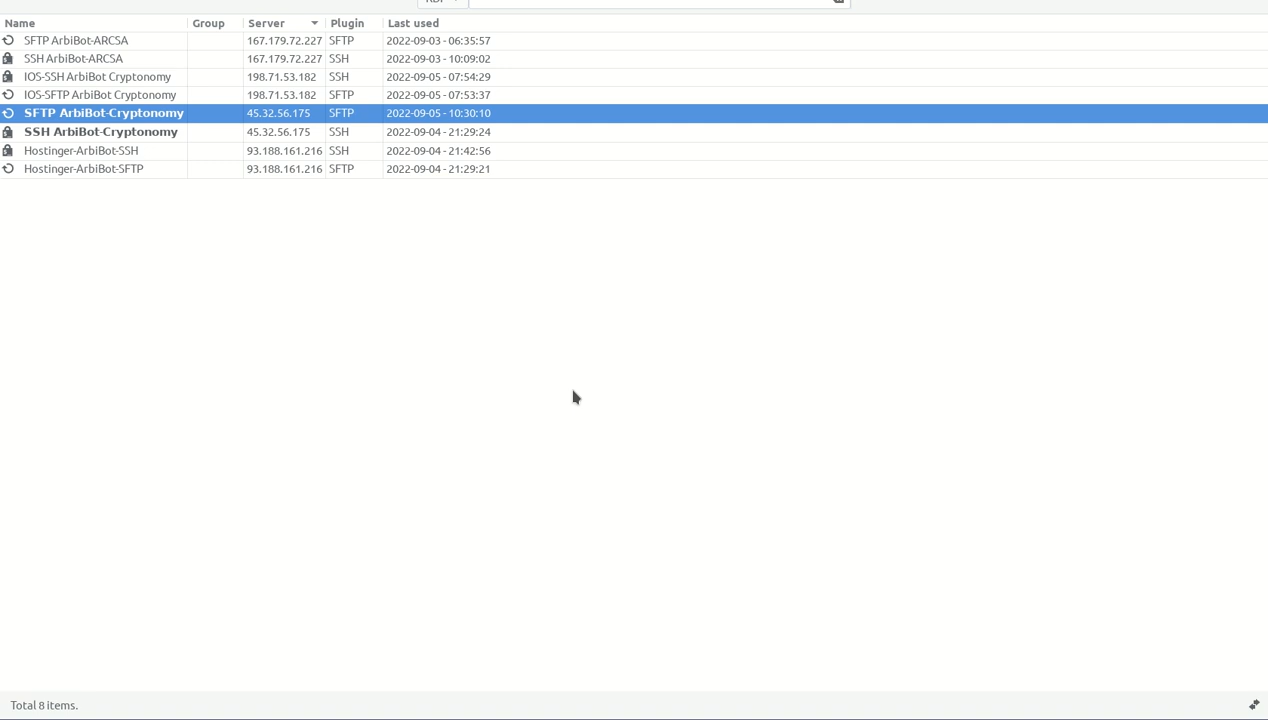 Name Group Server Plugin Last used
SFTP ArbiBot-ARCSA 167.179.72.227 SFTP 2022-09-03 - 06:35:57
SSH ArbiBot-ARCSA 167.179.72.227 SSH 2022-09-03 - 10:09:02
IOS-SSH ArbiBot Cryptonomy 198.71.53.182 SSH 2022-09-05 - 07:54:29
IOS-SFTP ArbiBot Cryptonomy 198.71.53.182 SFTP 2022-09-05 - 07:53:37
SFTP ArbiBot-Cryptonomy 45.32.56.175 SFTP 2022-09-05 - 10:30:10
SSH ArbiBot-Cryptonomy 45.32.56.175 SSH 2022-09-04 - 21:29:24
Hostinger-ArbiBot-SSH 93.188.161.216 SSH 2022-09-04 - 21:42:56
Hostinger-ArbiBot-SFTP 93.188.161.216 SFTP 2022-09-04 - 21:29:21
Total 8 items.